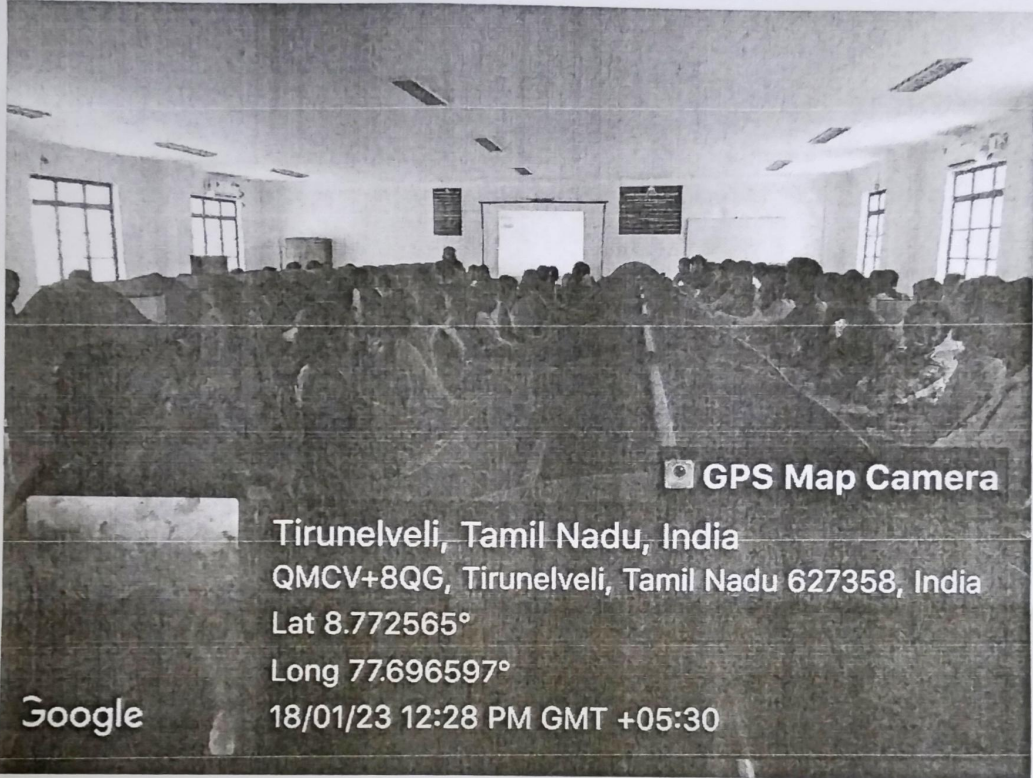 GPS Map Camera
Tirunelveli, Tamil Nadu, India
QMCV+8QG, Tirunelveli, Tamil Nadu 627358, India
Lat 8.772565°
Long 77.696597°
18/01/23 12:28 PM GMT +05:30
Google